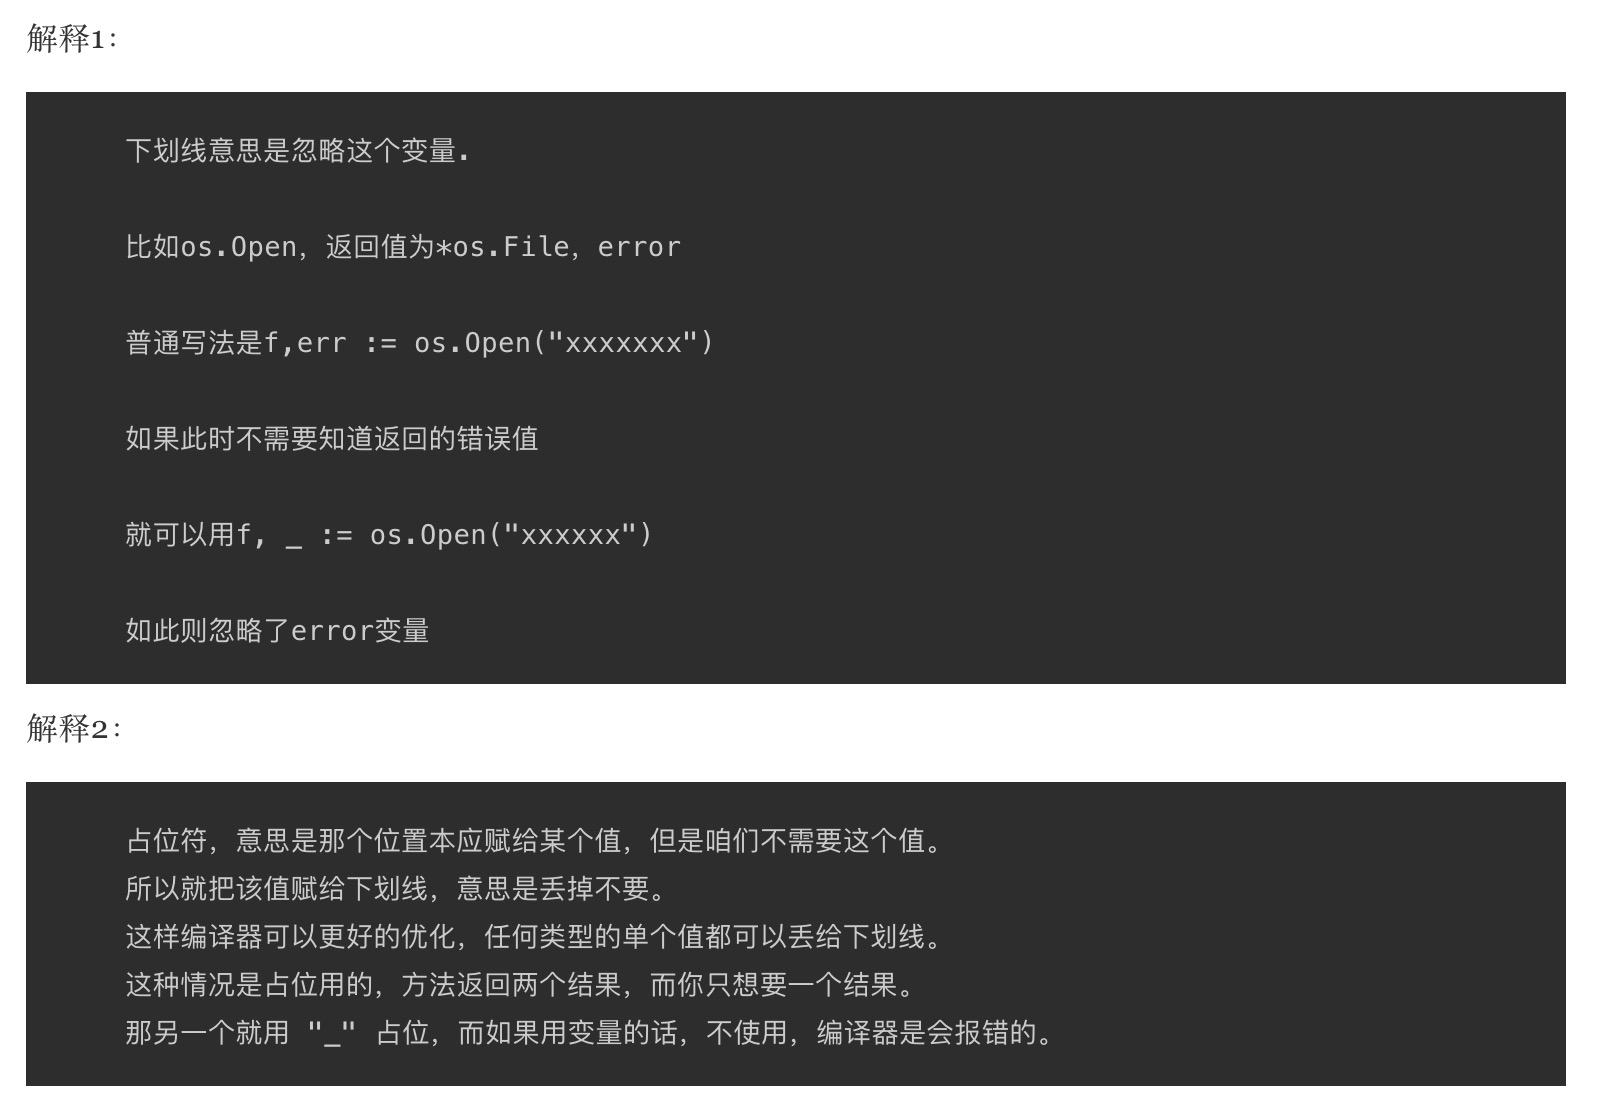 解释1：
下划线意思是忽略这个变量.
比如os.Open，返回值为*os.File，error
普通写法是f,err := os.Open("xxxxxxx")
如果此时不需要知道返回的错误值
就可以用f, _ := os.Open("xxxxxx")
如此则忽略了error变量
解释2：
占位符，意思是那个位置本应赋给某个值，但是咱们不需要这个值。
所以就把该值赋给下划线，意思是丢掉不要。
这样编译器可以更好的优化，任何类型的单个值都可以丢给下划线。
这种情况是占位用的，方法返回两个结果，而你只想要一个结果。
那另一个就用 "_" 占位，而如果用变量的话，不使用，编译器是会报错的。